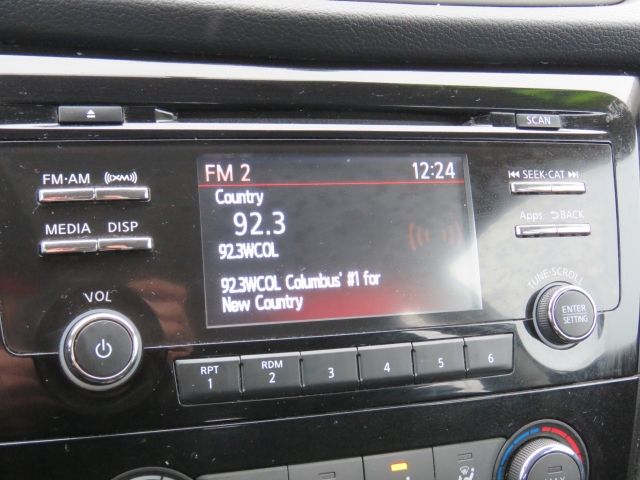 SCAN
FM·AM
((XM))
SEEK·CAT
MEDIA
DISP
Apps
BACK
FM 2
12:24
Country
92.3
92.3WCOL
92.3WCOL Columbus' #1 for
New Country
VOL
TUNE·SCROLL
ENTER
SETTING
RPT
1
RDM
2
3
4
5
6
MAX